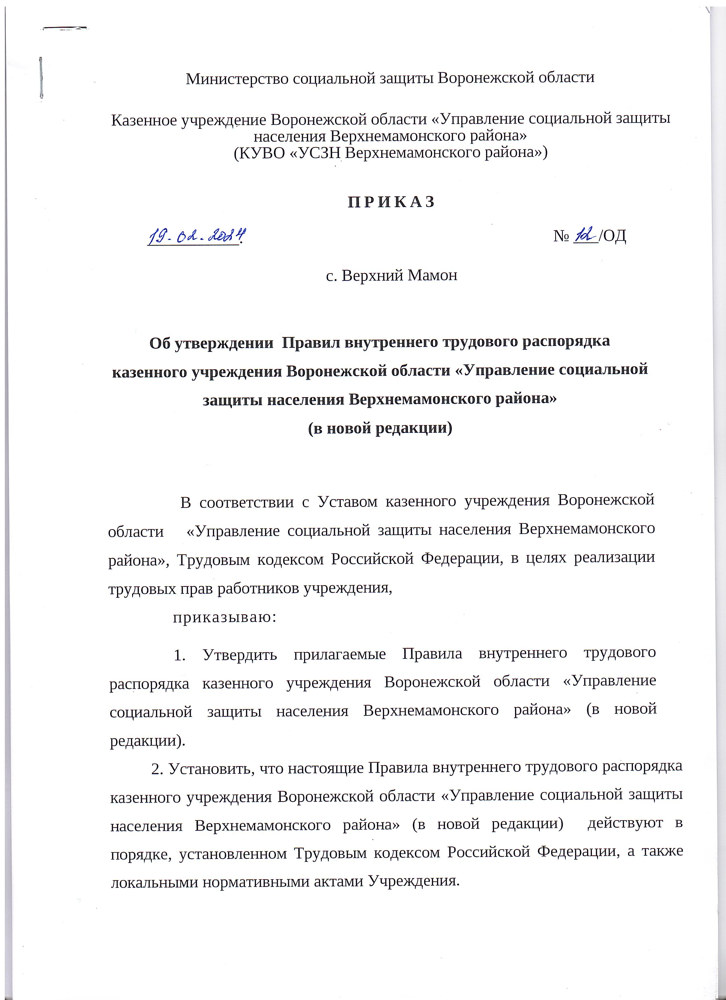 Министерство социальной защиты Воронежской области
Казенное учреждение Воронежской области «Управление социальной защиты
населения Верхнемамонского района»
(КУВО «УСЗН Верхнемамонского района»)
П Р И К А З
19.02.2024. № 12/ОД
с. Верхний Мамон
Об утверждении Правил внутреннего трудового распорядка
казенного учреждения Воронежской области «Управление социальной
защиты населения Верхнемамонского района»
(в новой редакции)
В соответствии с Уставом казенного учреждения Воронежской
области «Управление социальной защиты населения Верхнемамонского
района», Трудовым кодексом Российской Федерации, в целях реализации
трудовых прав работников учреждения,
приказываю:
1. Утвердить прилагаемые Правила внутреннего трудового
распорядка казенного учреждения Воронежской области «Управление
социальной защиты населения Верхнемамонского района» (в новой
редакции).
2. Установить, что настоящие Правила внутреннего трудового распорядка
казенного учреждения Воронежской области «Управление социальной защиты
населения Верхнемамонского района» (в новой редакции) действуют в
порядке, установленном Трудовым кодексом Российской Федерации, а также
локальными нормативными актами Учреждения.